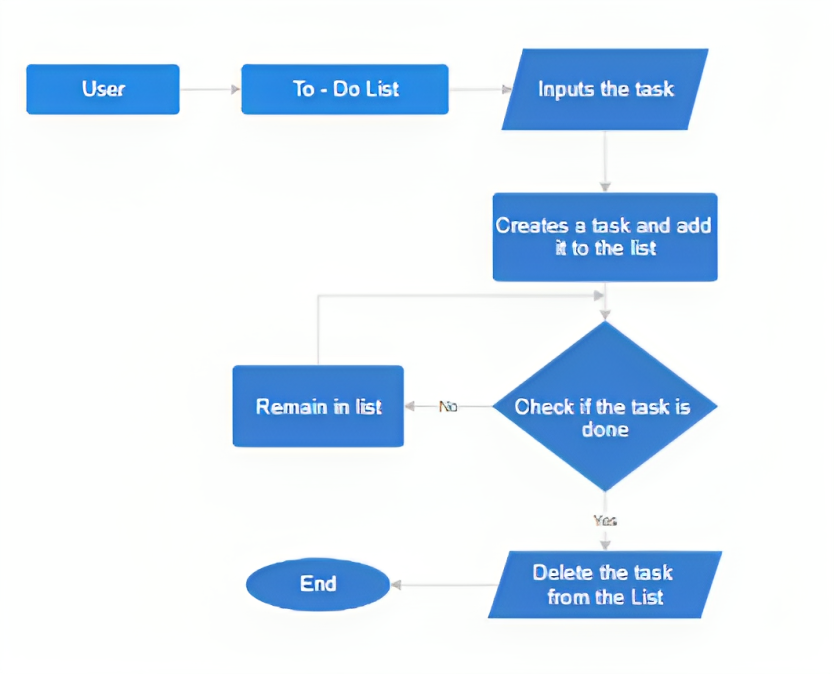 User
To - Do List
Inputs the task
Creates a task and add
it to the list
Remain in list
No
Check if the task is
done
Yes
Delete the task
from the List
End